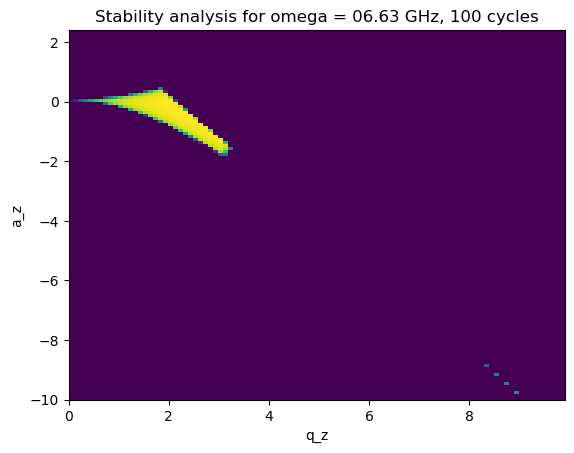 Stability analysis for omega = 06.63 GHz, 100 cycles
2
0
−2
−4
−6
−8
−10
a_z
0 2 4 6 8
q_z